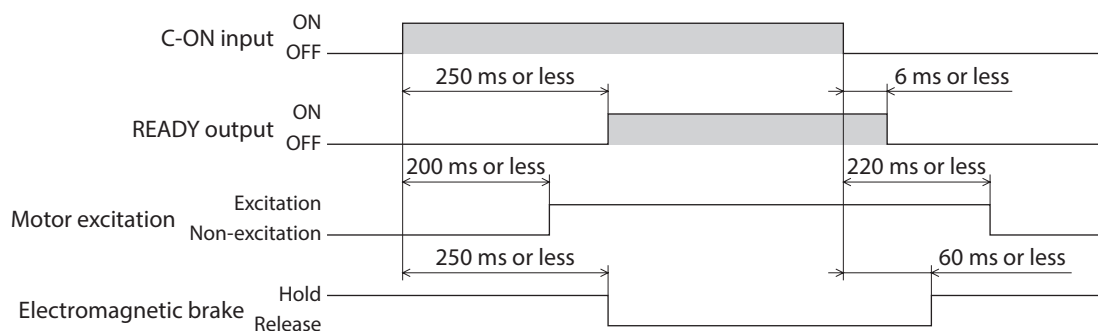 C-ON input
ON
OFF
250 ms or less
6 ms or less
READY output
ON
OFF
200 ms or less
220 ms or less
Motor excitation
Excitation
Non-excitation
250 ms or less
60 ms or less
Electromagnetic brake
Hold
Release